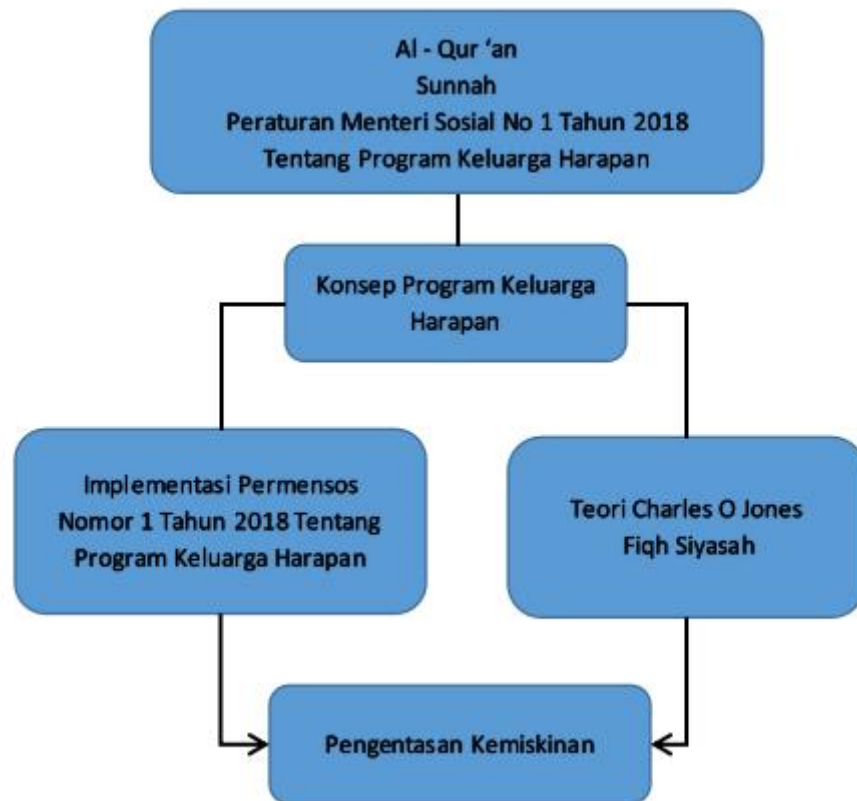 Al - Qur ‘an
Sunnah
Peraturan Menteri Sosial No 1 Tahun 2018
Tentang Program Keluarga Harapan
Konsep Program Keluarga
Harapan
Implementasi Permensos
Nomor 1 Tahun 2018 Tentang
Program Keluarga Harapan
Teori Charles O Jones
Fiqh Siyasah
Pengentasan Kemiskinan